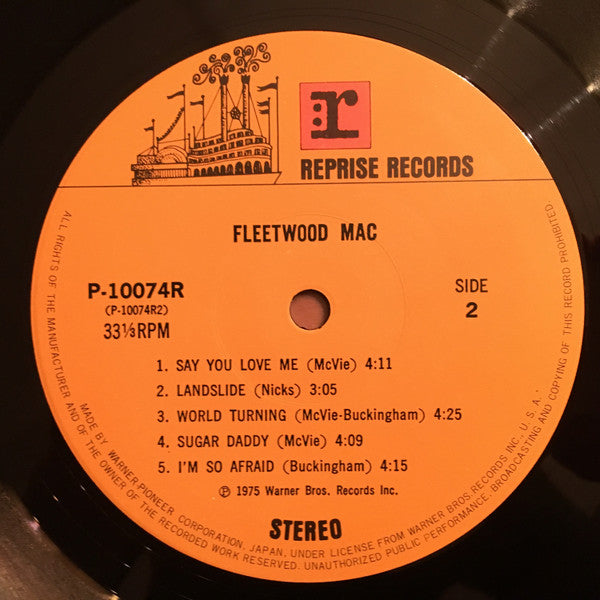 r
REPRISE RECORDS
FLEETWOOD MAC
P-10074R
(P-10074R2)
33⅓RPM
SIDE
2
1. SAY YOU LOVE ME (McVie) 4:11
2. LANDSLIDE (Nicks) 3:05
3. WORLD TURNING (McVie-Buckingham) 4:25
4. SUGAR DADDY (McVie) 4:09
5. I'M SO AFRAID (Buckingham) 4:15
℗ 1975 Warner Bros. Records Inc.
STEREO
ALL RIGHTS OF THE MANUFACTURER AND OF THE OWNER OF THE RECORDED WORK RESERVED. UNAUTHORIZED PUBLIC PERFORMANCE, BROADCASTING AND COPYING OF THIS RECORD PROHIBITED
MADE BY WARNER-PIONEER CORPORATION, JAPAN, UNDER LICENSE FROM WARNER BROS. RECORDS INC., U.S.A.